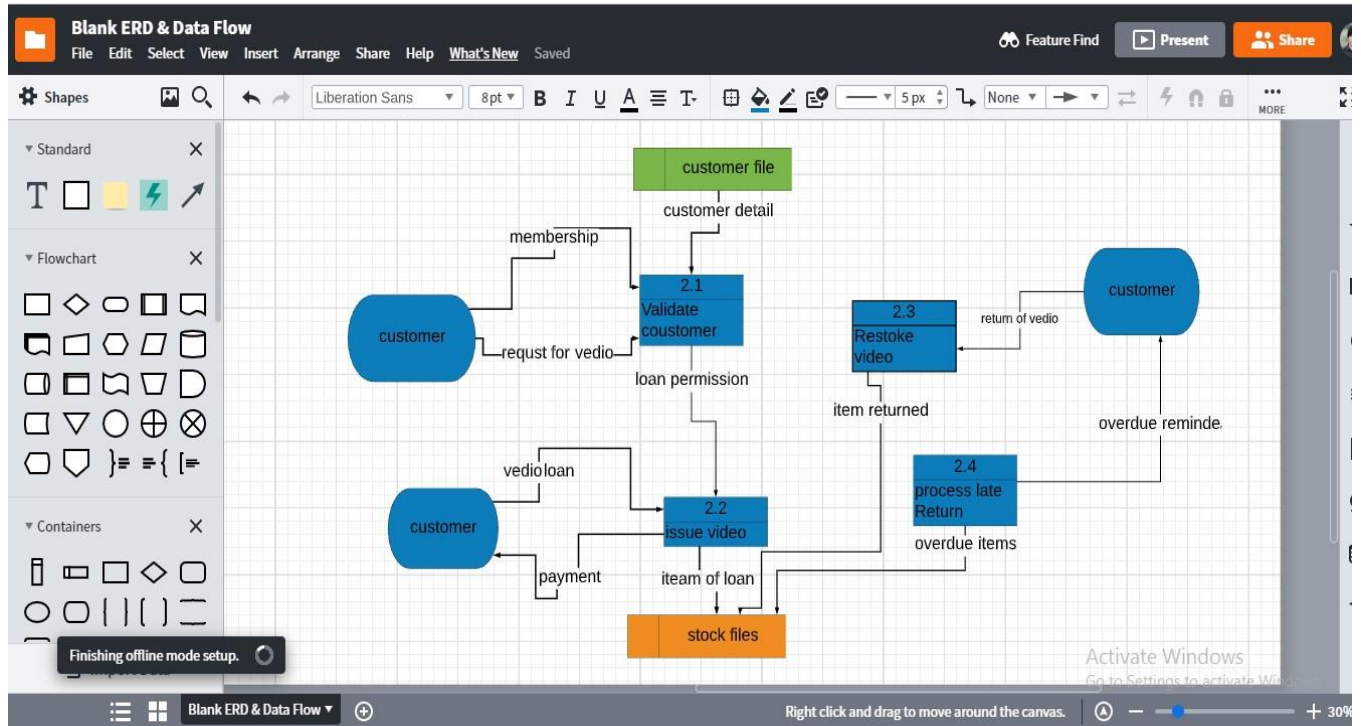 Blank ERD & Data Flow
File Edit Select View Insert Arrange Share Help What's New Saved
Feature Find
Present
Share
Shapes
Liberation Sans
8pt
B I U A T
5 px
None
MORE
Standard
T
Flowchart
Containers
customer file
customer detail
membership
2.1
Validate
coustomer
customer
requst for vedio
loan permission
2.3
Restoke
video
retum of vedio
customer
item returned
overdue reminde
vedio loan
customer
2.2
issue video
payment
iteam of loan
2.4
process late
Return
overdue items
stock files
Finishing offline mode setup.
Activate Windows
Go to Settings to activate Win
Blank ERD & Data Flow
Right click and drag to move around the canvas.
30%